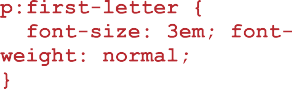 p:first-letter {
  font-size: 3em; font-
weight: normal;
}